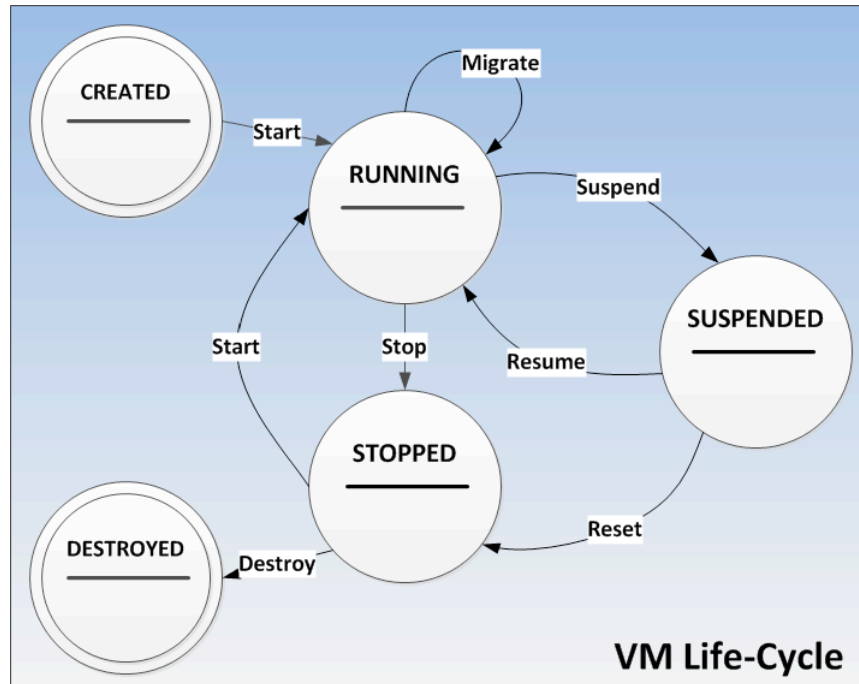 CREATED
Migrate
Start
RUNNING
Suspend
SUSPENDED
Start
Stop
Resume
STOPPED
Reset
DESTROYED
Destroy
VM Life-Cycle